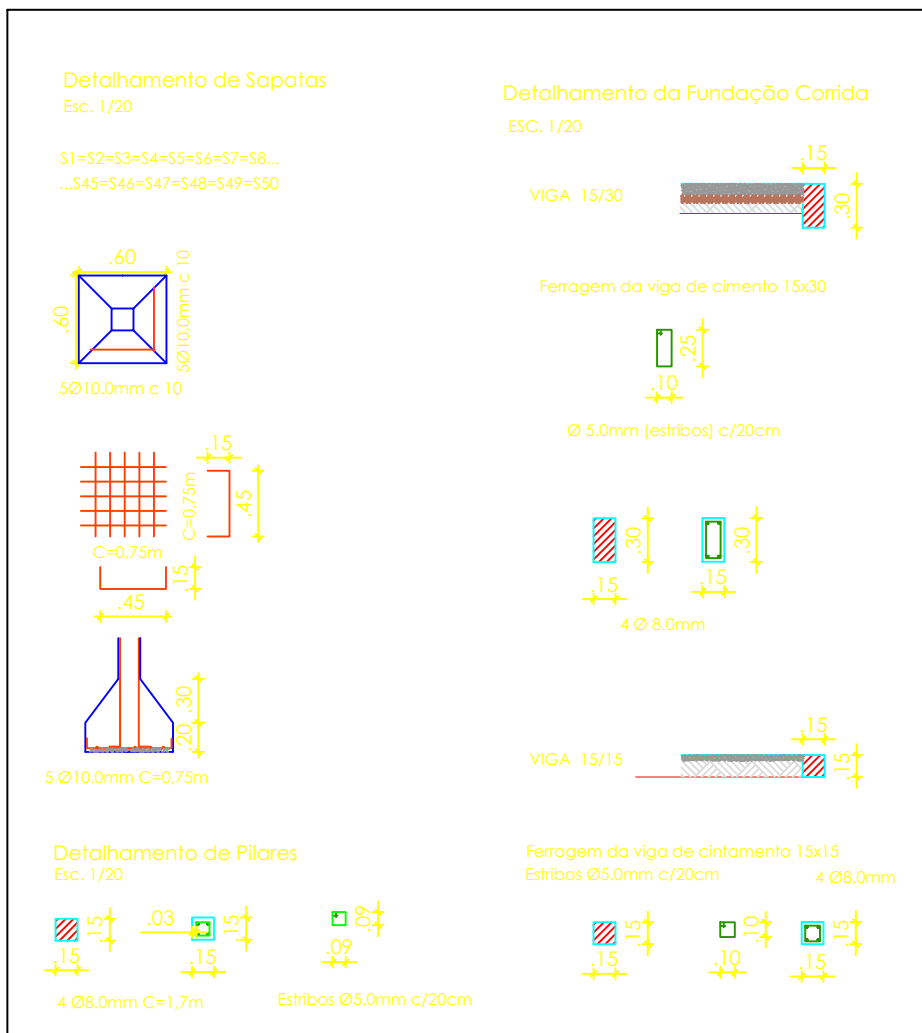 Detalhamento de Sapatas
Esc. 1/20
S1=S2=S3=S4=S5=S6=S7=S8...
...S45=S46=S47=S48=S49=S50
.60
.60
5Ø10.0mm c 10
5Ø10.0mm c 10
.15
.45
C=0.75m
C=0,75m
.15
.45
.30
.20
5 Ø10.0mm C=0,75m
Detalhamento de Pilares
Esc. 1/20
.15
.15
.03
.15
.15
.09
.09
4 Ø8.0mm C=1,7m
Estribos Ø5.0mm c/20cm
Detalhamento da Fundação Corrida
ESC. 1/20
.15
VIGA 15/30
.30
Ferragem da viga de cimento 15x30
.25
.10
Ø 5.0mm (estribos) c/20cm
.30
.30
.15
.15
4 Ø 8.0mm
.15
VIGA 15/15
.15
Ferragem da viga de cintamento 15x15
Estribos Ø5.0mm c/20cm
4 Ø8.0mm
.15
.10
.15
.15
.10
.15